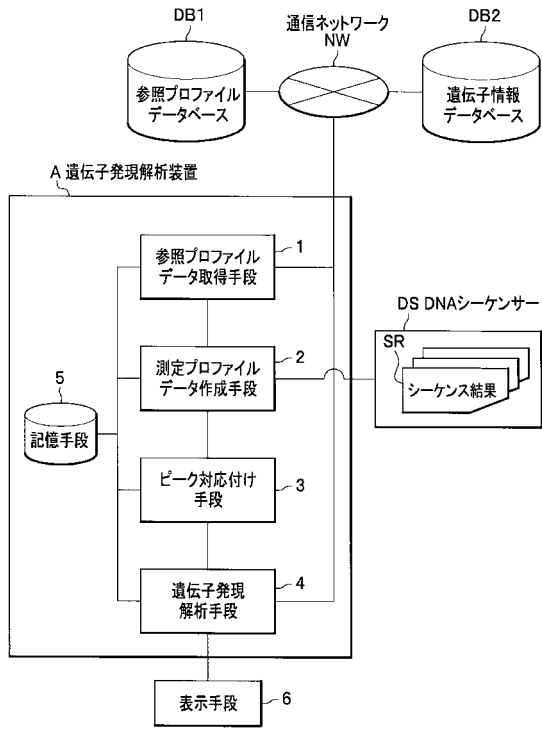 DB1
参照プロファイル
データベース
通信ネットワーク
NW
DB2
遺伝子情報
データベース
A 遺伝子発現解析装置
1
参照プロファイル
データ取得手段
DS DNAシーケンサー
SR
シーケンス結果
2
測定プロファイル
データ作成手段
5
記憶手段
3
ピーク対応付け
手段
4
遺伝子発現
解析手段
表示手段
6